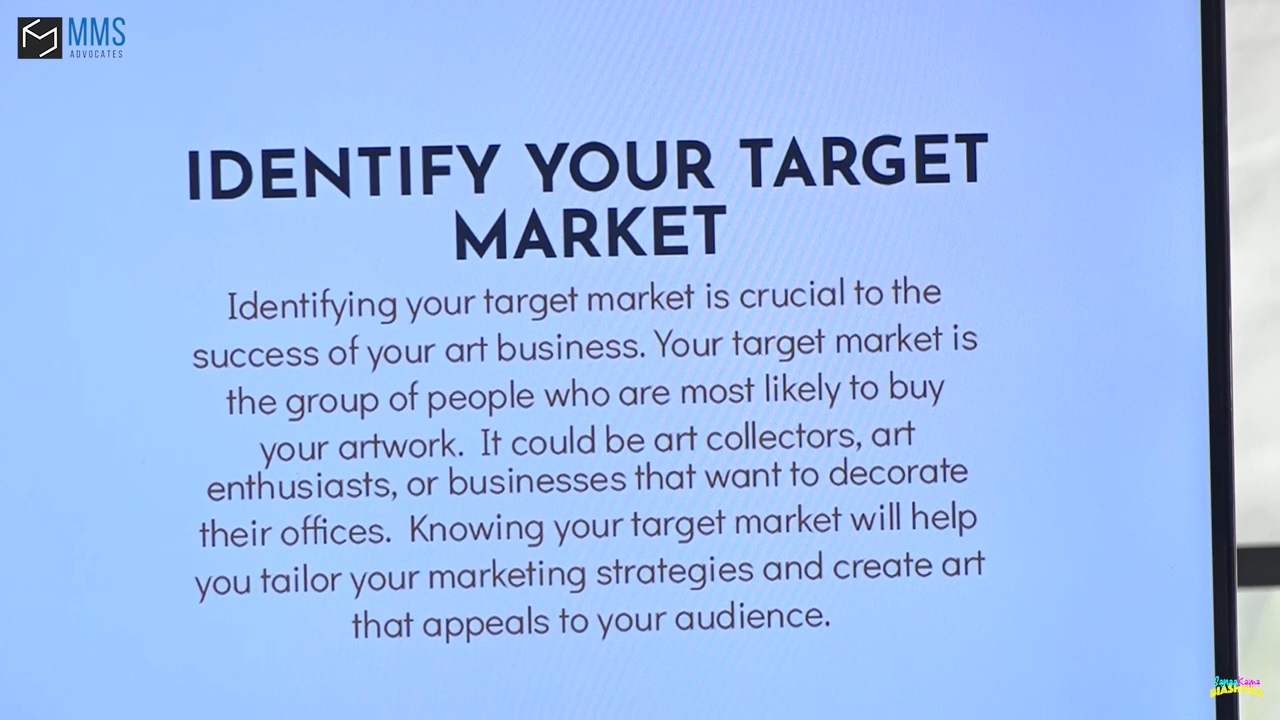 MMS
ADVOCATES
IDENTIFY YOUR TARGET
MARKET
Identifying your target market is crucial to the
success of your art business. Your target market is
the group of people who are most likely to buy
your artwork. It could be art collectors, art
enthusiasts, or businesses that want to decorate
their offices. Knowing your target market will help
you tailor your marketing strategies and create art
that appeals to your audience.
Sanaa Kama
BIASHARA